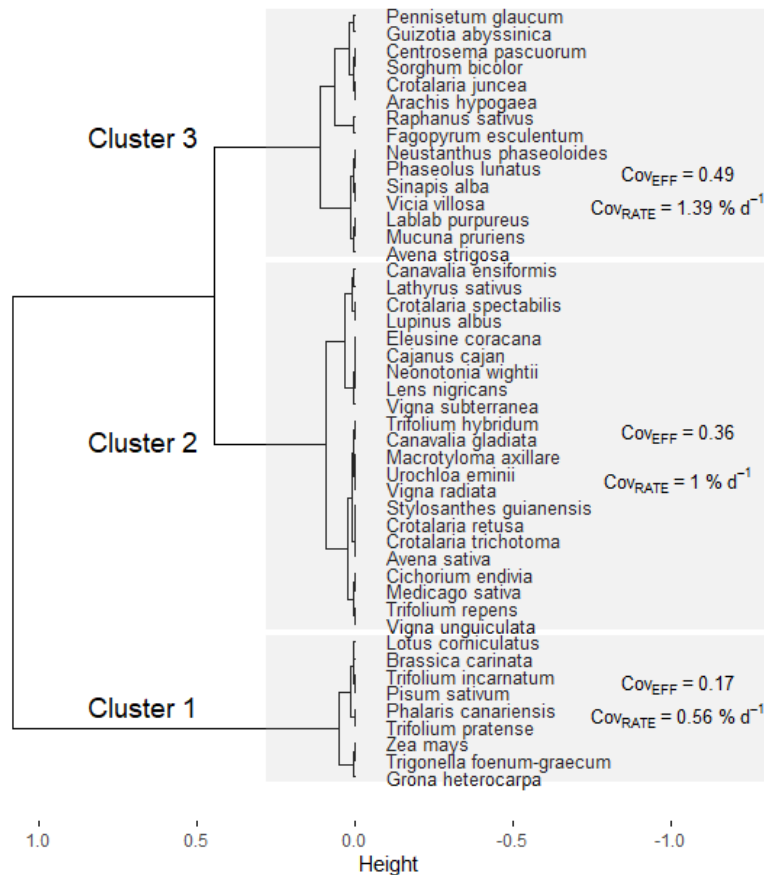 Pennisetum glaucum
Guizotia abyssinica
Centrosema pascuorum
Sorghum bicolor
Crotalaria juncea
Arachis hypogaea
Raphanus sativus
Cluster 3
Fagopyrum esculentum
Neustanthus phaseoloides
Phaseolus lunatus
Cov_EFF = 0.49
Sinapis alba
Vicia villosa
Cov_RATE = 1.39 % d⁻¹
Lablab purpureus
Mucuna pruriens
Avena strigosa
Canavalia ensiformis
Lathyrus sativus
Crotalaria spectabilis
Lupinus albus
Eleusine coracana
Cajanus cajan
Neonotonia wightii
Lens nigricans
Vigna subterranea
Trifolium hybridum
Cov_EFF = 0.36
Cluster 2
Canavalia gladiata
Macrotyloma axillare
Urochloa eminii
Cov_RATE = 1 % d⁻¹
Vigna radiata
Stylosanthes guianensis
Crotalaria retusa
Crotalaria trichotoma
Avena sativa
Cichorium endivia
Medicago sativa
Trifolium repens
Vigna unguiculata
Lotus corniculatus
Brassica carinata
Trifolium incarnatum
Cov_EFF = 0.17
Pisum sativum
Cluster 1
Phalaris canariensis
Cov_RATE = 0.56 % d⁻¹
Trifolium pratense
Zea mays
Trigonella foenum-graecum
Grona heterocarpa
1.0 0.5 0.0 -0.5 -1.0
Height